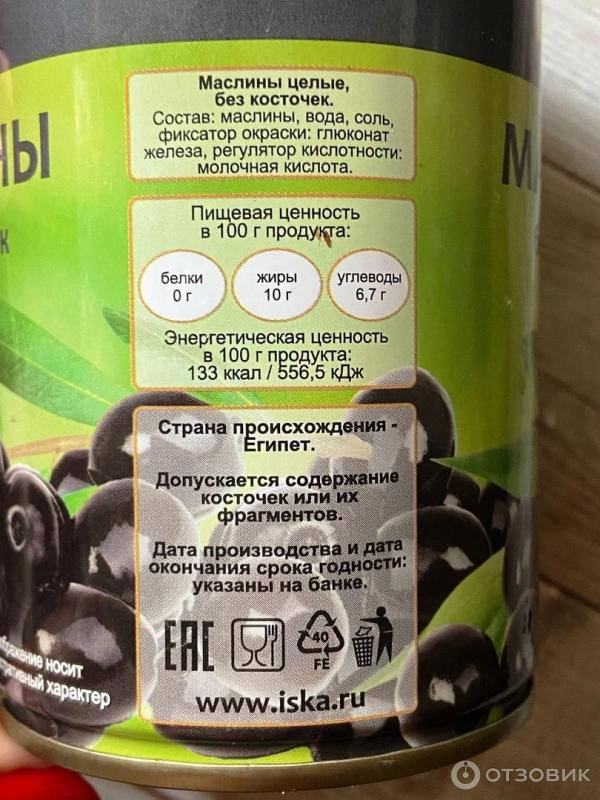 Маслины целые,
без косточек.
Состав: маслины, вода, соль,
фиксатор окраски: глюконат
железа, регулятор кислотности:
молочная кислота.
Пищевая ценность
в 100 г продукта:
белки
0 г
жиры
10 г
углеводы
6,7 г
Энергетическая ценность
в 100 г продукта:
133 ккал / 556,5 кДж
Страна происхождения -
Египет.
Допускается содержание
косточек или их
фрагментов.
Дата производства и дата
окончания срока годности:
указаны на банке.
EAC
40
FE
www.iska.ru
носит
характер
ОТЗОВИК